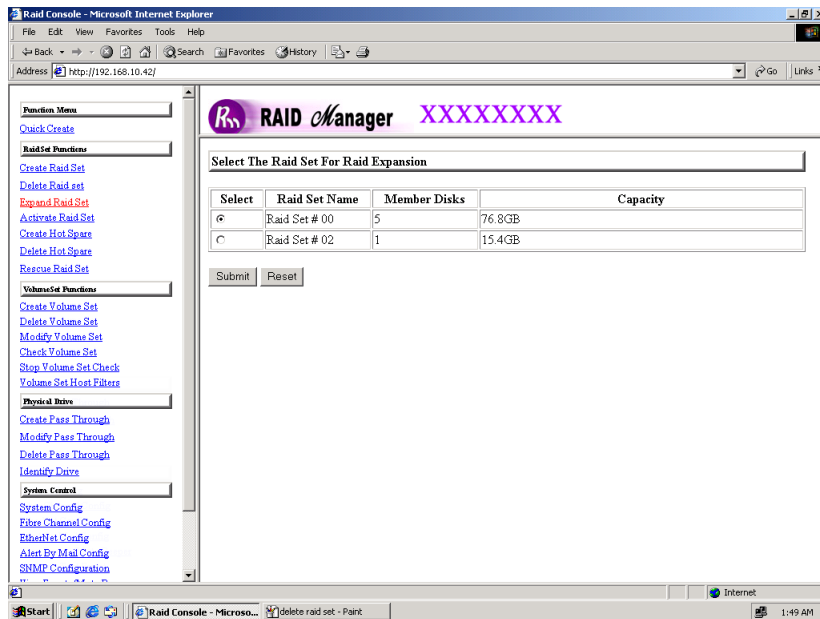 Raid Console - Microsoft Internet Explorer
File Edit View Favorites Tools Help
Back Search Favorites History
Address http://192.168.10.42/ Go Links
Function Menu
Quick Create
RaidSet Functions
Create Raid Set
Delete Raid set
Expand Raid Set
Activate Raid Set
Create Hot Spare
Delete Hot Spare
Rescue Raid Set
VolumeSet Functions
Create Volume Set
Delete Volume Set
Modify Volume Set
Check Volume Set
Stop Volume Set Check
Volume Set Host Filters
Physical Drive
Create Pass Through
Modify Pass Through
Delete Pass Through
Identify Drive
System Control
System Config
Fibre Channel Config
EtherNet Config
Alert By Mail Config
SNMP Configuration
RAID Manager XXXXXXXX
Select The Raid Set For Raid Expansion
Select Raid Set Name Member Disks Capacity
Raid Set # 00 5 76.8GB
Raid Set # 02 1 15.4GB
Submit Reset
Internet
Start Raid Console - Microso... delete raid set - Paint 1:49 AM